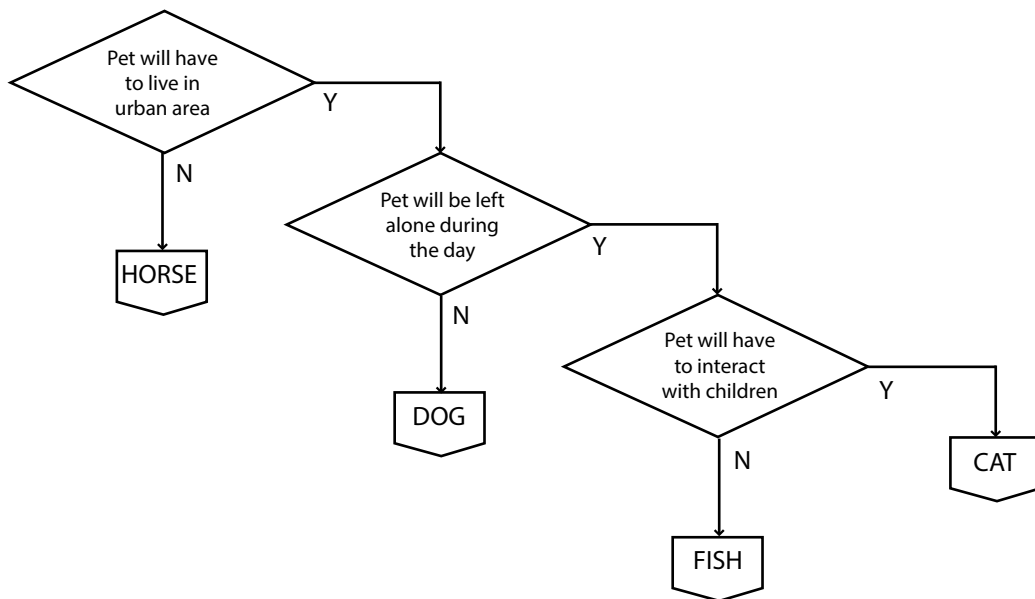 Pet will have
to live in
urban area
Y
N
HORSE
Pet will be left
alone during
the day
Y
N
DOG
Pet will have
to interact
with children
Y
N
CAT
FISH